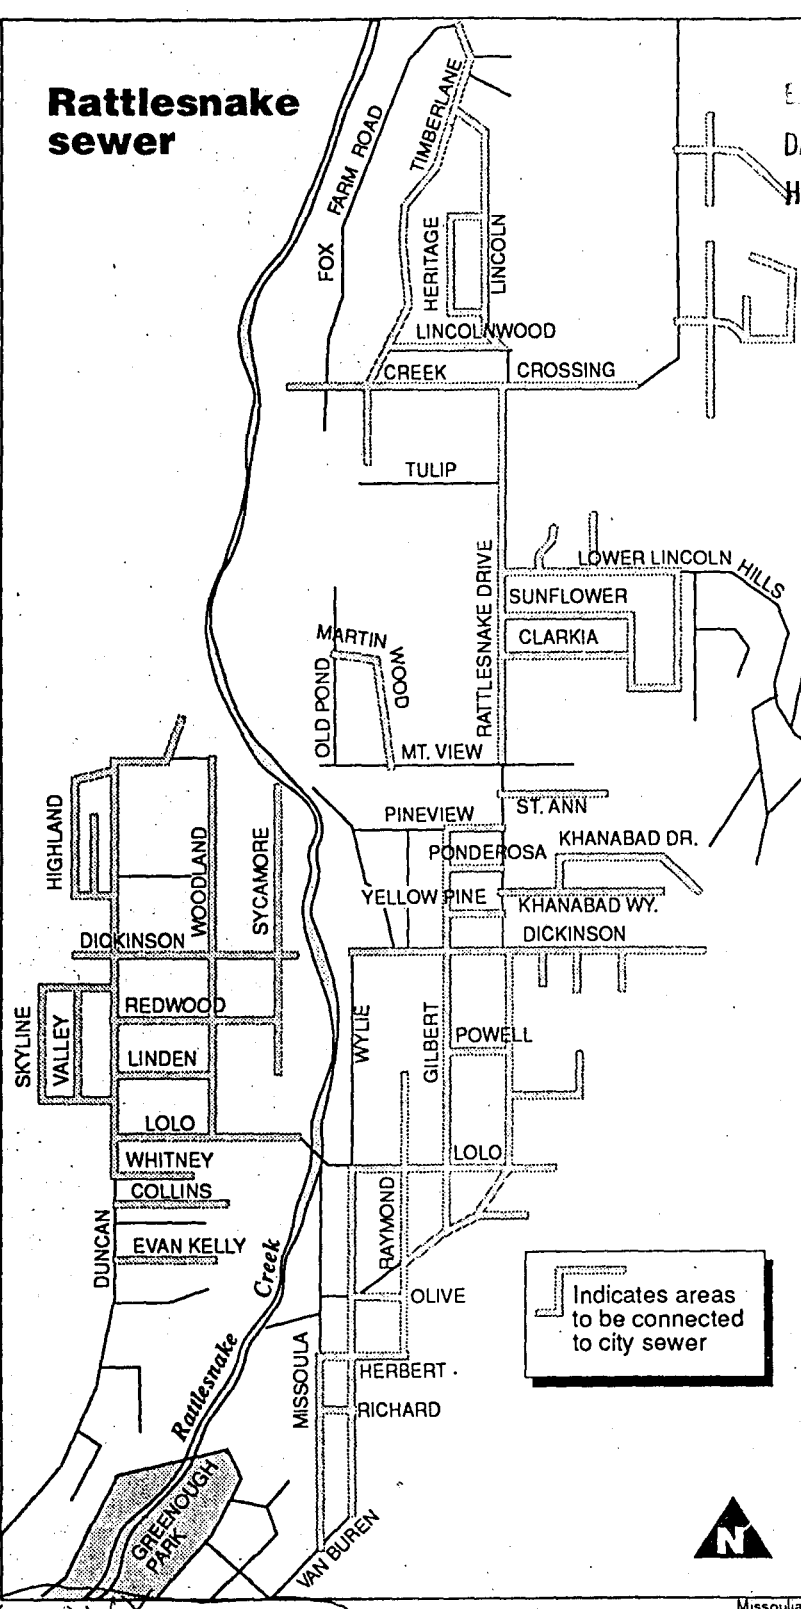 Rattlesnake
sewer
TIMBERLANE
FOX FARM ROAD
HERITAGE
LINCOLN
LINCOLNWOOD
CREEK CROSSING
TULIP
RATTLESNAKE DRIVE
LOWER LINCOLN HILLS
SUNFLOWER
CLARKIA
MARTINWOOD
OLD POND
MT. VIEW
ST. ANN
PINEVIEW
PONDEROSA
KHANABAD DR.
YELLOW PINE
KHANABAD WY.
HIGHLAND
WOODLAND
SYCAMORE
DICKINSON
DICKINSON
SKYLINE
VALLEY
REDWOOD
LINDEN
WYLIE
GILBERT
POWELL
LOLO
LOLO
WHITNEY
COLLINS
DUNCAN
EVAN KELLY
RAYMOND
OLIVE
Rattlesnake Creek
MISSOULA
HERBERT
RICHARD
Indicates areas
to be connected
to city sewer
GREENOUGH
PARK
VAN BUREN
N